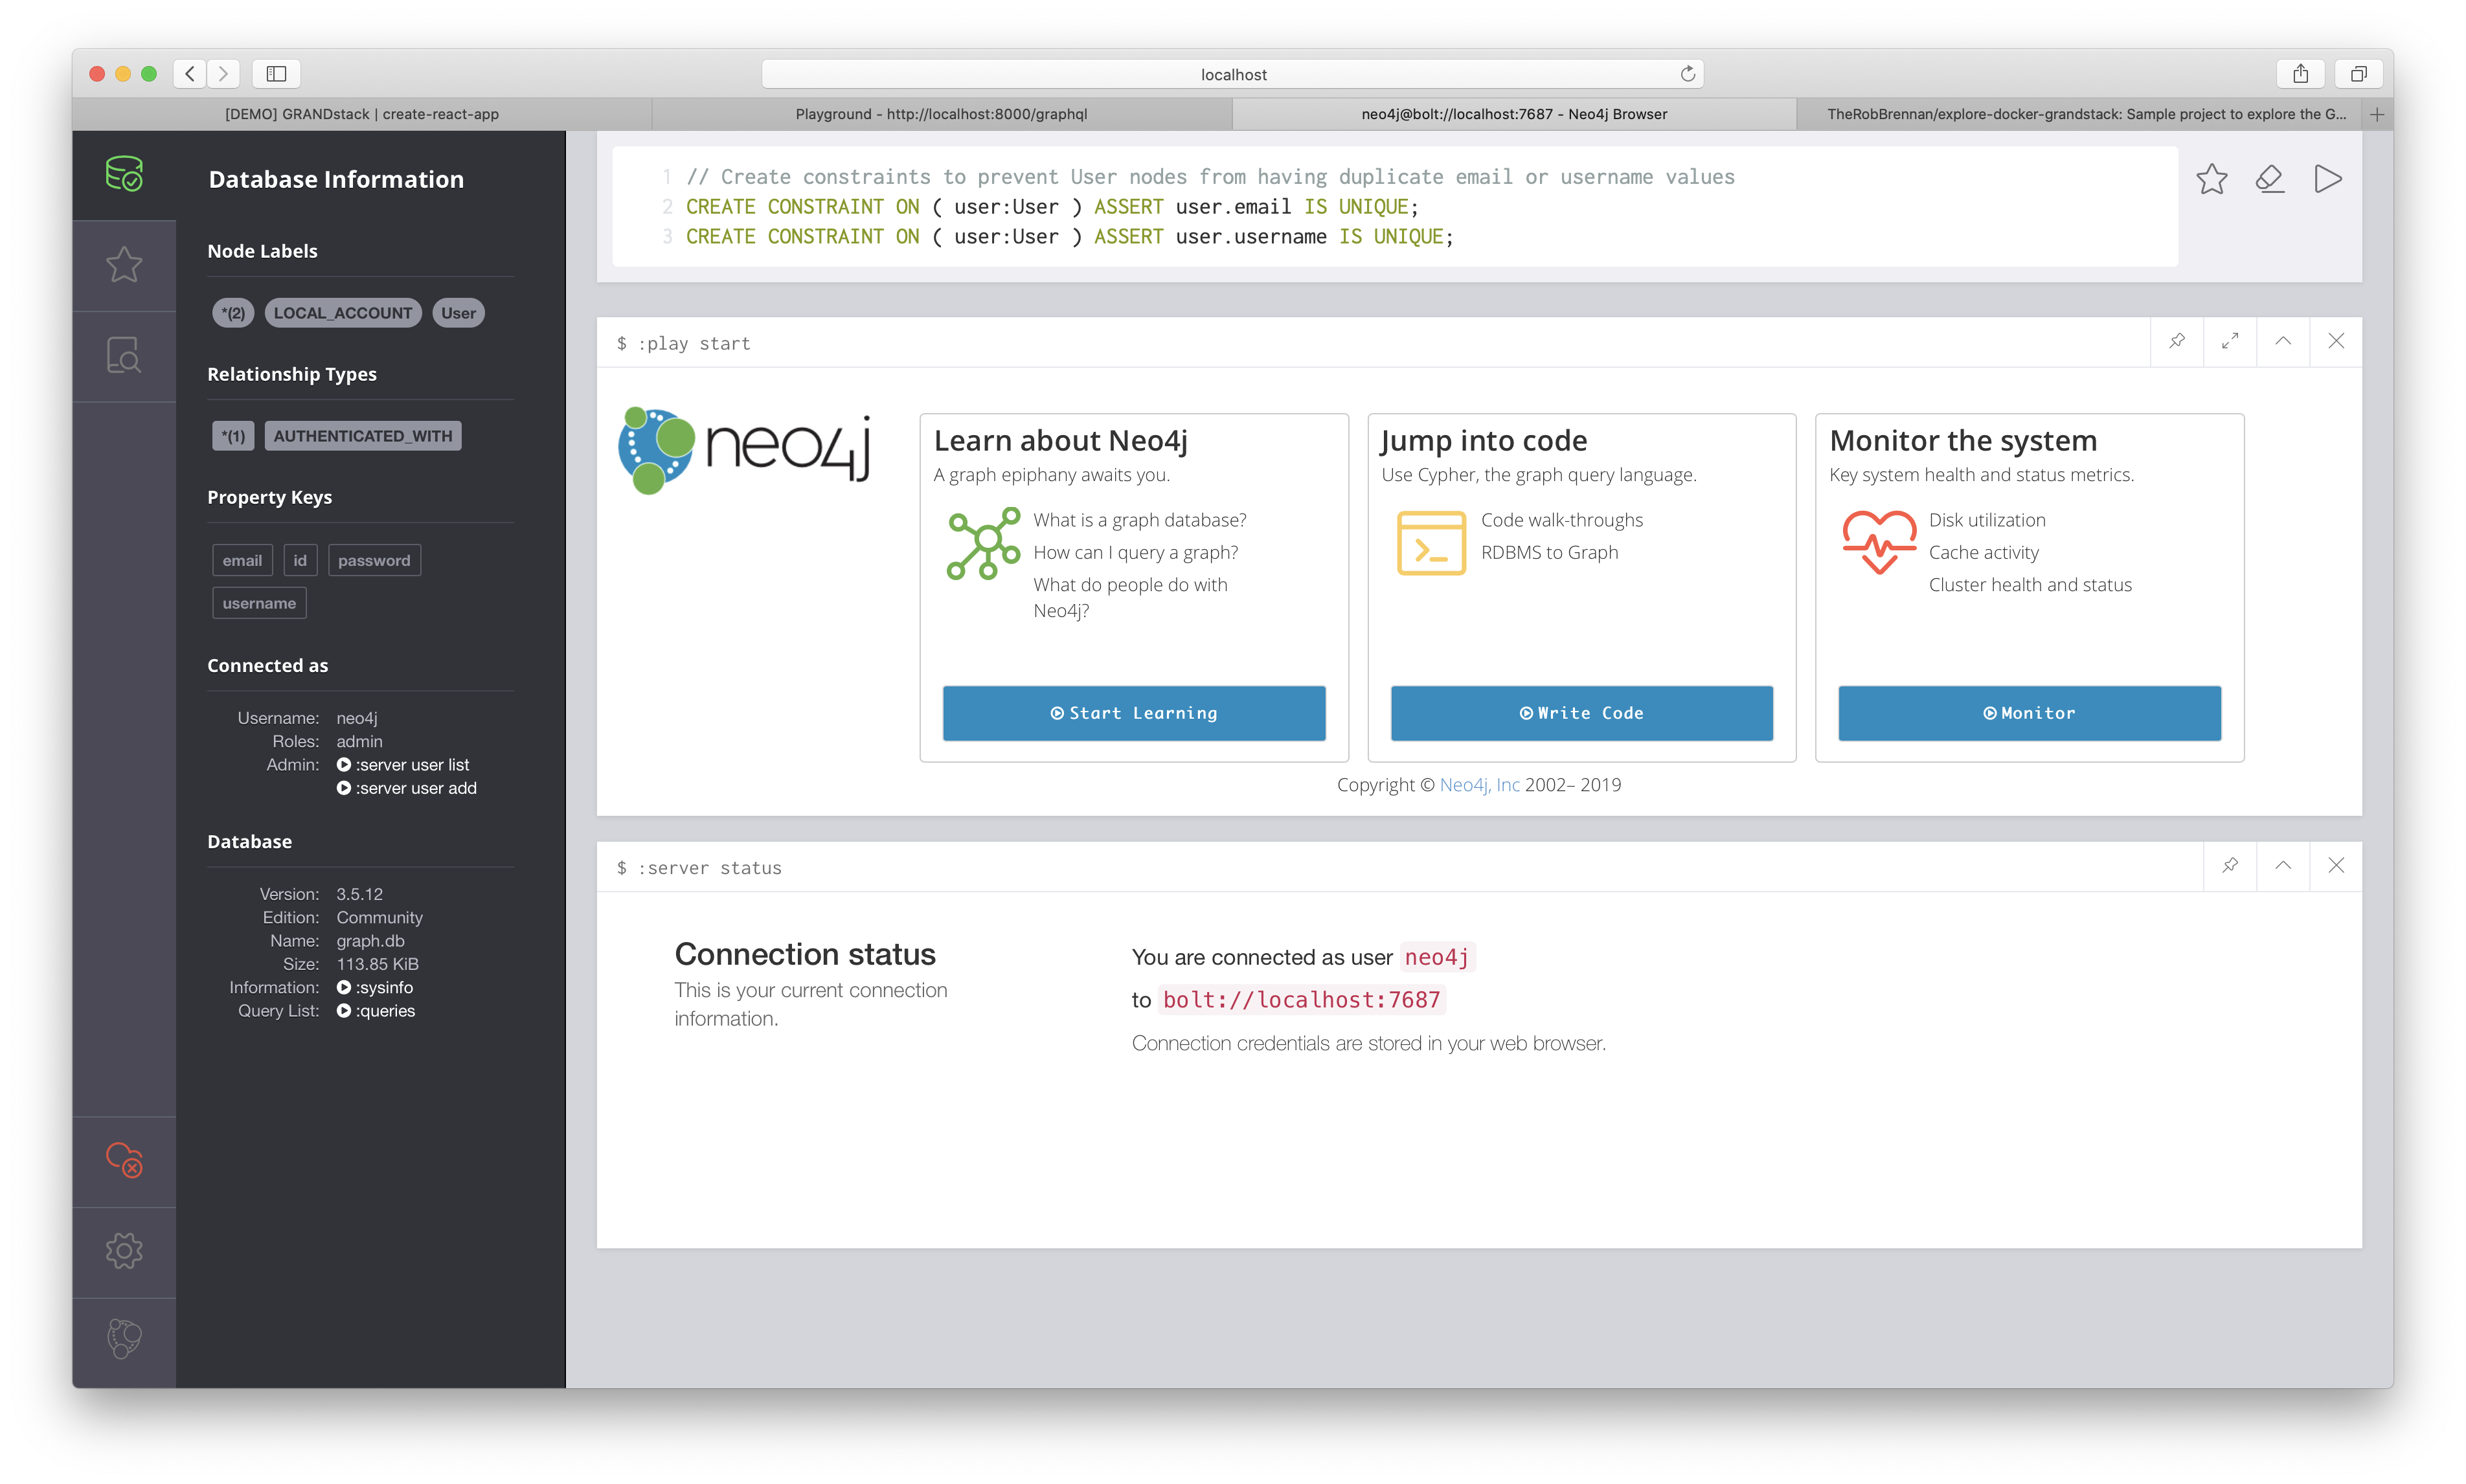 localhost
[DEMO] GRANDstack | create-react-app
Playground - http://localhost:8000/graphql
neo4j@bolt://localhost:7687 - Neo4j Browser
TheRobBrennan/explore-docker-grandstack: Sample project to explore the G...
Database Information
Node Labels
*(2) LOCAL_ACCOUNT User
Relationship Types
*(1) AUTHENTICATED_WITH
Property Keys
email id password
username
Connected as
Username: neo4j
Roles: admin
Admin: :server user list
:server user add
Database
Version: 3.5.12
Edition: Community
Name: graph.db
Size: 113.85 KiB
Information: :sysinfo
Query List: :queries
1 // Create constraints to prevent User nodes from having duplicate email or username values
2 CREATE CONSTRAINT ON ( user:User ) ASSERT user.email IS UNIQUE;
3 CREATE CONSTRAINT ON ( user:User ) ASSERT user.username IS UNIQUE;
$ :play start
neo4j
Learn about Neo4j
A graph epiphany awaits you.
What is a graph database?
How can I query a graph?
What do people do with
Neo4j?
Start Learning
Jump into code
Use Cypher, the graph query language.
Code walk-throughs
RDBMS to Graph
Write Code
Monitor the system
Key system health and status metrics.
Disk utilization
Cache activity
Cluster health and status
Monitor
Copyright © Neo4j, Inc 2002– 2019
$ :server status
Connection status
This is your current connection
information.
You are connected as user neo4j
to bolt://localhost:7687
Connection credentials are stored in your web browser.